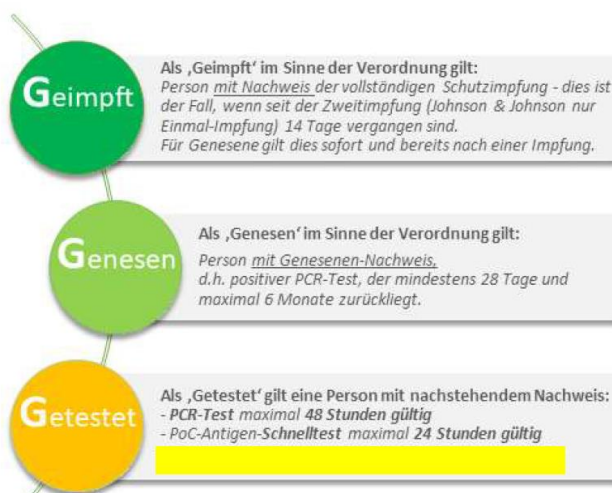 Geimpft
Als ‚Geimpft' im Sinne der Verordnung gilt:
Person mit Nachweis der vollständigen Schutzimpfung - dies ist
der Fall, wenn seit der Zweitimpfung (Johnson & Johnson nur
Einmal-Impfung) 14 Tage vergangen sind.
Für Genesene gilt dies sofort und bereits nach einer Impfung.
Genesen
Als ‚Genesen' im Sinne der Verordnung gilt:
Person mit Genesenen-Nachweis,
d.h. positiver PCR-Test, der mindestens 28 Tage und
maximal 6 Monate zurückliegt.
Getestet
Als ‚Getestet' gilt eine Person mit nachstehendem Nachweis:
- PCR-Test maximal 48 Stunden gültig
- PoC-Antigen-Schnelltest maximal 24 Stunden gültig